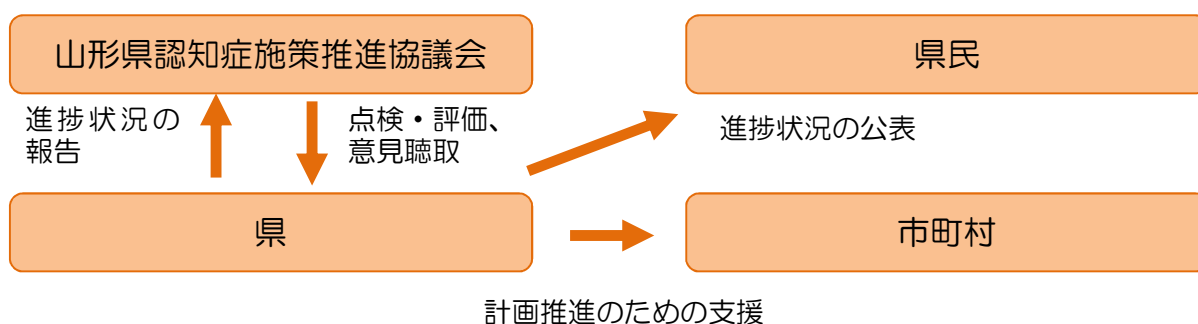 山形県認知症施策推進協議会
県民
進捗状況の
報告
点検・評価、
意見聴取
進捗状況の公表
県
市町村
計画推進のための支援